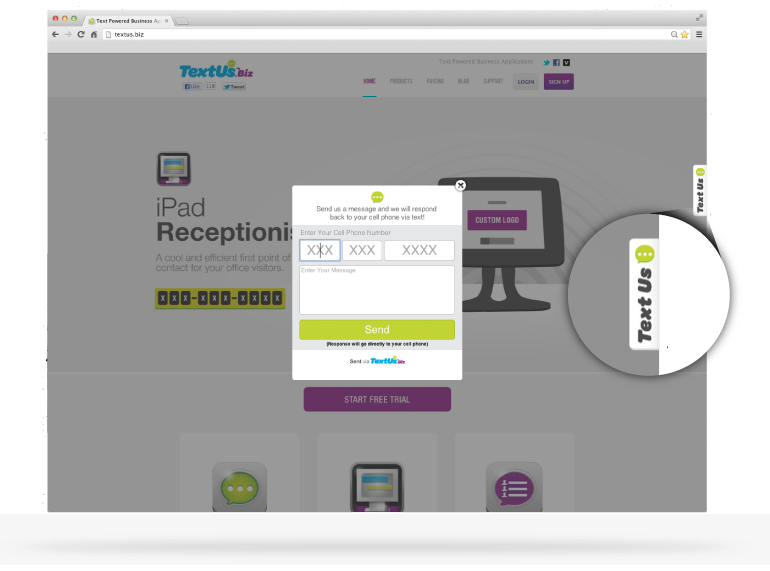 Text Powered Business App
textus.biz
TextUs.Biz
Text Powered Business Applications
Like 118 Tweet
HOME PRODUCTS PRICING BLOG SUPPORT LOGIN SIGN UP
iPad
Receptionis
A cool and efficient first point of
contact for your office visitors.
X X X - X X X - X X X X
Send us a message and we will respond
back to your cell phone via text!
Enter Your Cell Phone Number
XXX XXX XXXX
Enter Your Message
Send
(Response will go directly to your cell phone)
Sent via TextUs.Biz
CUSTOM LOGO
Text Us
Text Us
START FREE TRIAL